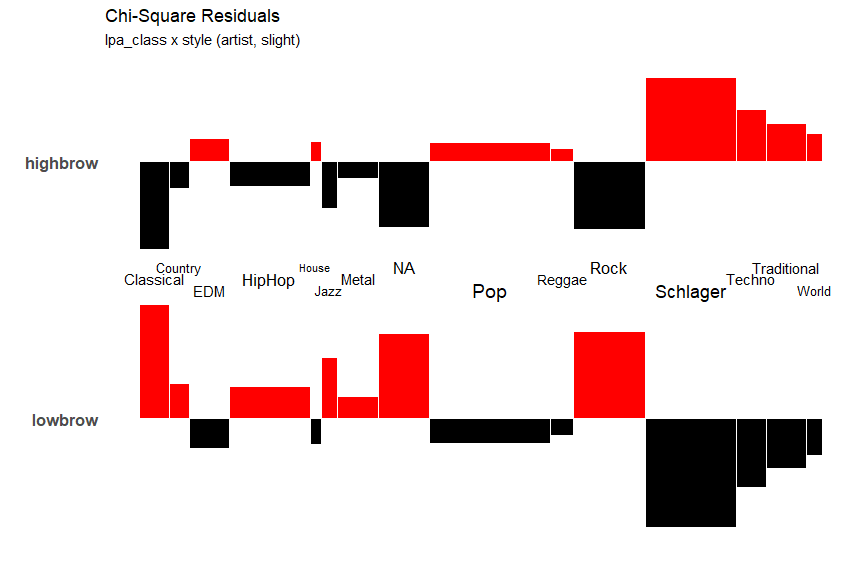 Chi-Square Residuals
lpa_class x style (artist, slight)
highbrow
Classical
Country
EDM
HipHop
House
Jazz
Metal
NA
Pop
Reggae
Rock
Schlager
Techno
Traditional
World
lowbrow